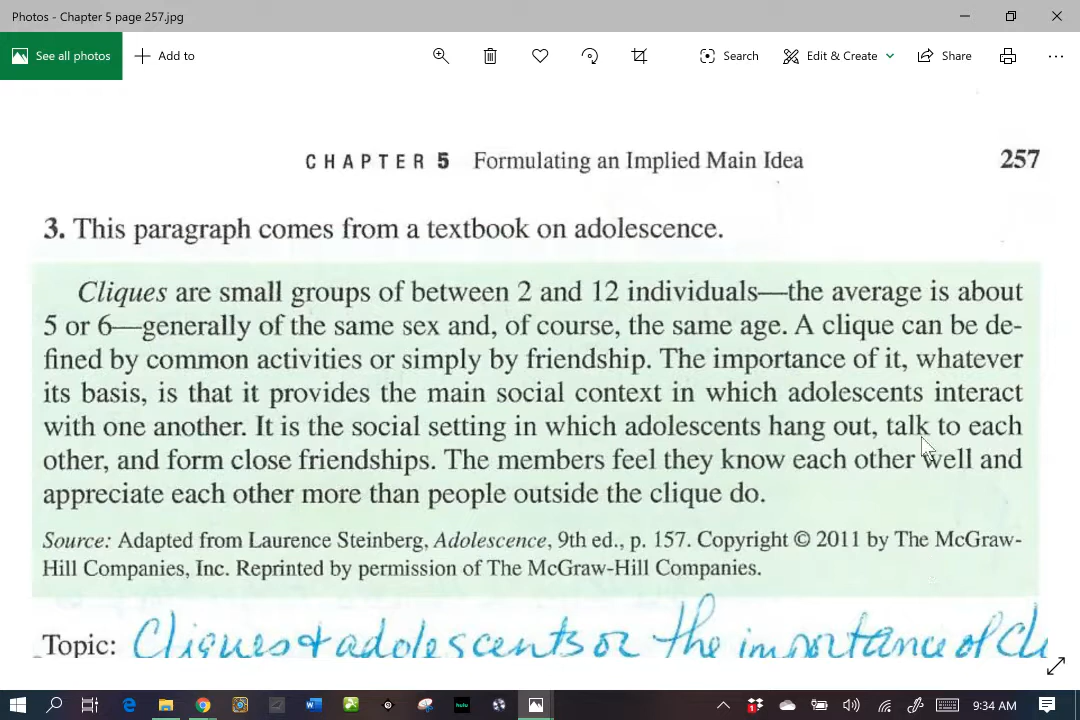 Photos - Chapter 5 page 257.jpg
See all photos
Add to
Search
Edit & Create
Share
CHAPTER 5 Formulating an Implied Main Idea 257
3. This paragraph comes from a textbook on adolescence.
Cliques are small groups of between 2 and 12 individuals—the average is about
5 or 6—generally of the same sex and, of course, the same age. A clique can be de-
fined by common activities or simply by friendship. The importance of it, whatever
its basis, is that it provides the main social context in which adolescents interact
with one another. It is the social setting in which adolescents hang out, talk to each
other, and form close friendships. The members feel they know each other well and
appreciate each other more than people outside the clique do.
Source: Adapted from Laurence Steinberg, Adolescence, 9th ed., p. 157. Copyright © 2011 by The McGraw-
Hill Companies, Inc. Reprinted by permission of The McGraw-Hill Companies.
Topic: Cliques & adolescents or the importance of Cl
hulu
1
9:34 AM